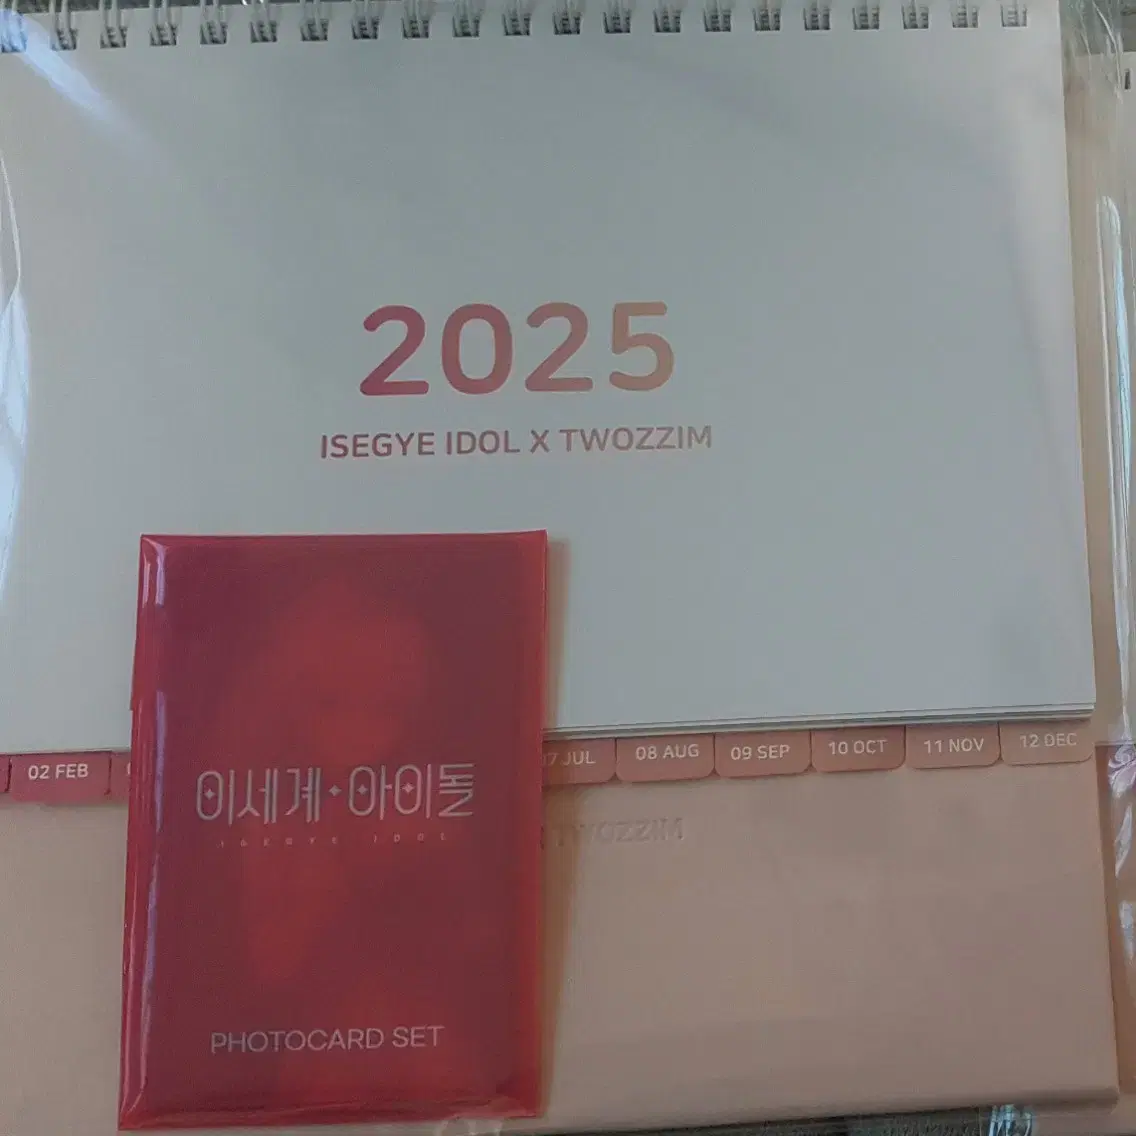 2025
ISEGYE IDOL X TWOZZIM
02 FEB
JUL
08 AUG
09 SEP
10 OCT
11 NOV
12 DEC
TWOZZIM
이세계·아이돌
ISEGYE IDOL
PHOTOCARD SET